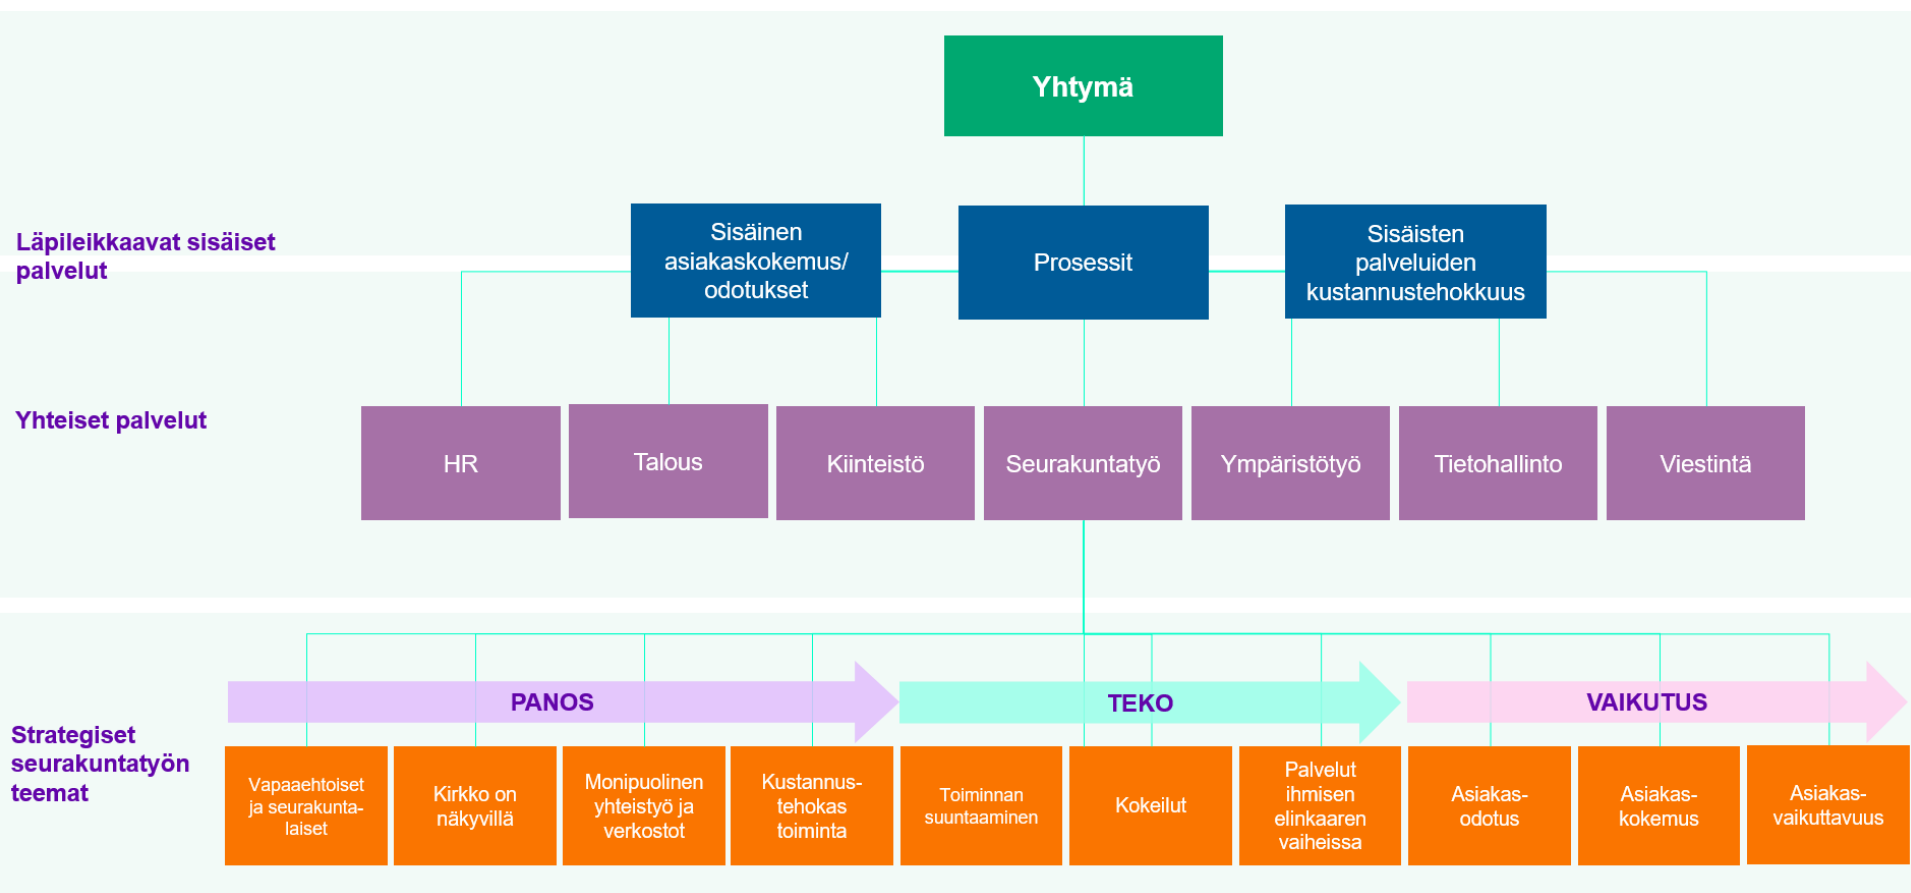 Yhtymä
Läpileikkaavat sisäiset
palvelut
Sisäinen
asiakaskokemus/
odotukset
Prosessit
Sisäisten
palveluiden
kustannustehokkuus
Yhteiset palvelut
HR
Talous
Kiinteistö
Seurakuntatyö
Ympäristötyö
Tietohallinto
Viestintä
PANOS
TEKO
VAIKUTUS
Strategiset
seurakuntatyön
teemat
Vapaaehtoiset
ja seurakunta-
laiset
Kirkko on
näkyvillä
Monipuolinen
yhteistyö ja
verkostot
Kustannus-
tehokas
toiminta
Toiminnan
suuntaaminen
Kokeilut
Palvelut
ihmisen
elinkaaren
vaiheissa
Asiakas-
odotus
Asiakas-
kokemus
Asiakas-
vaikuttavuus